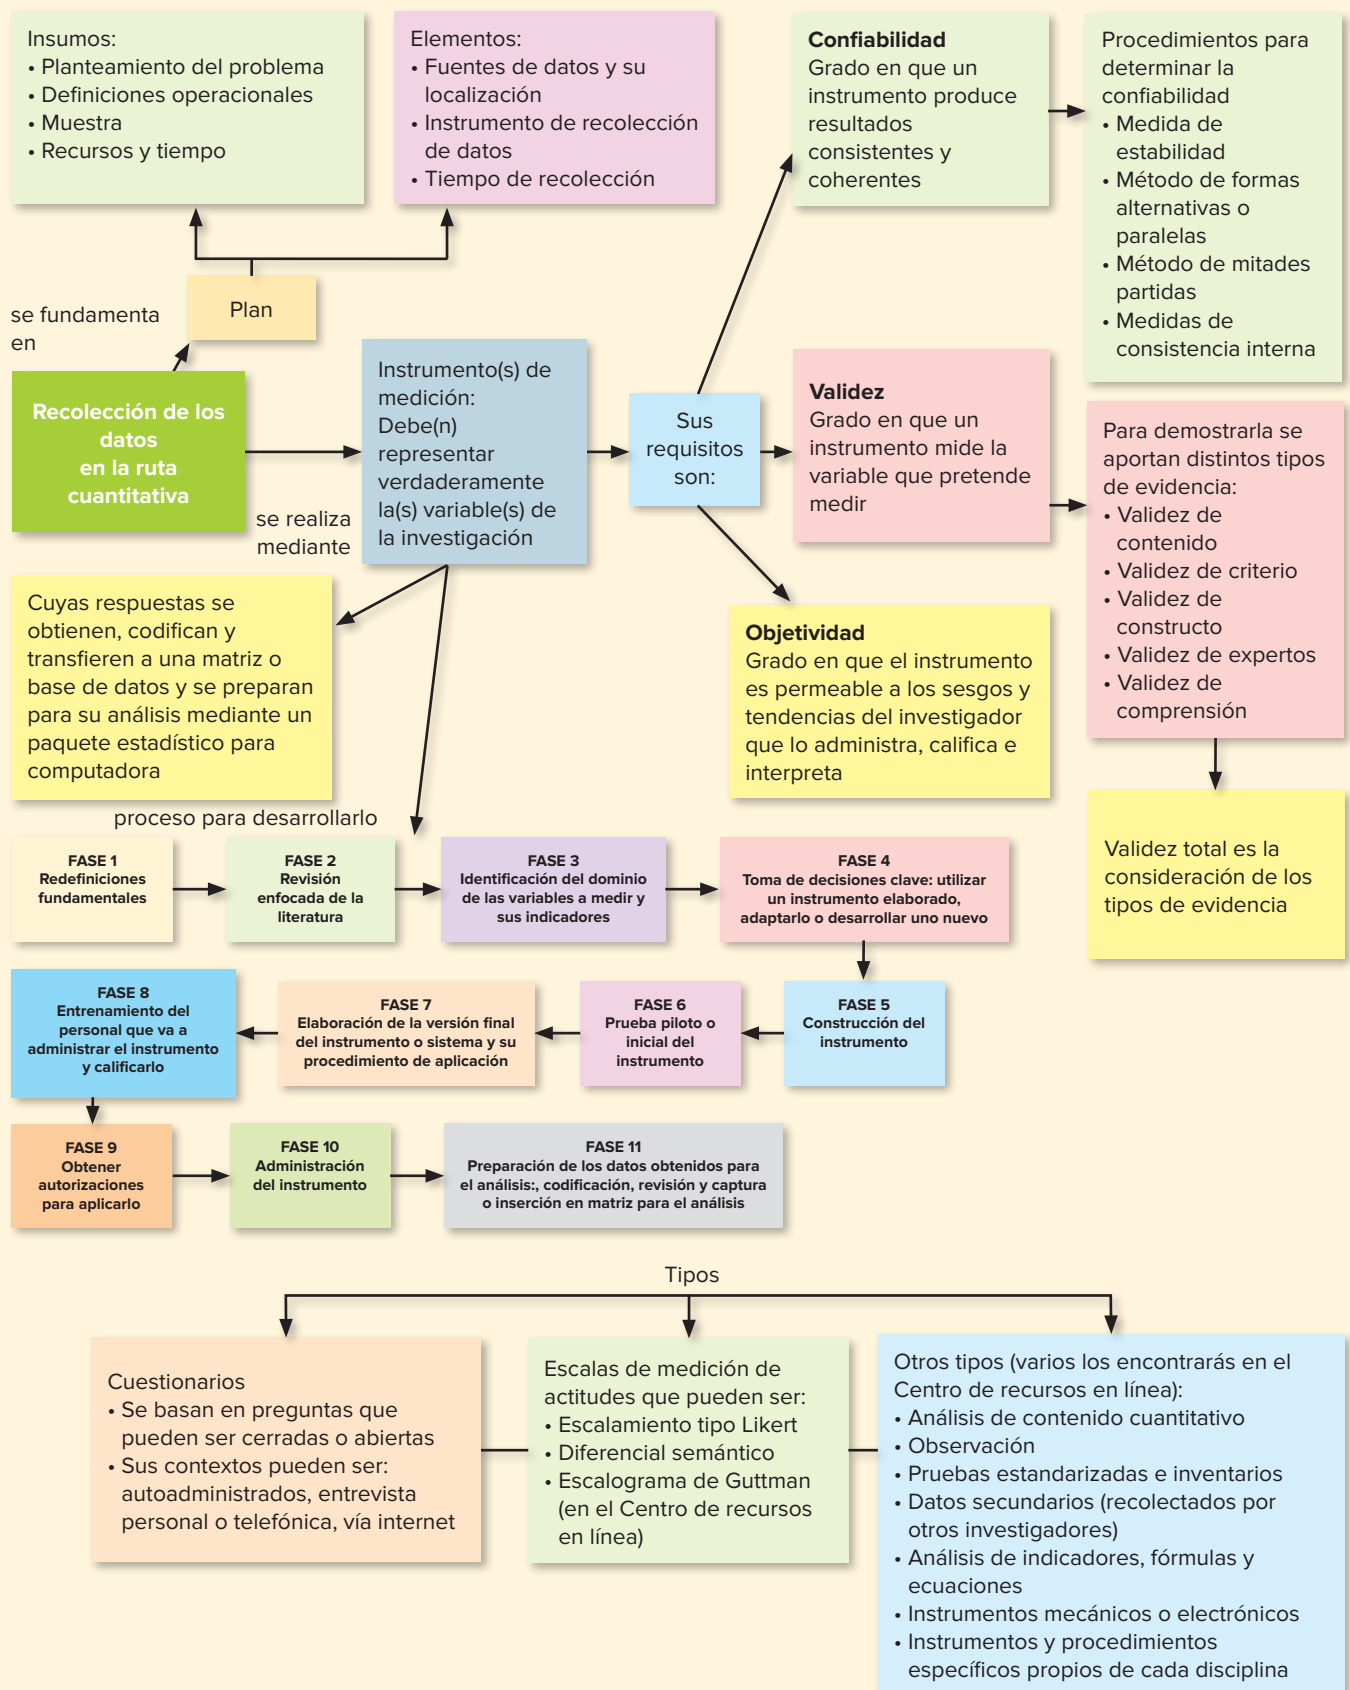 Insumos:
• Planteamiento del problema
• Definiciones operacionales
• Muestra
• Recursos y tiempo
Elementos:
• Fuentes de datos y su
localización
• Instrumento de recolección
de datos
• Tiempo de recolección
Confiabilidad
Grado en que un
instrumento produce
resultados
consistentes y
coherentes
Procedimientos para
determinar la
confiabilidad
• Medida de
estabilidad
• Método de formas
alternativas o
paralelas
• Método de mitades
partidas
• Medidas de
consistencia interna
Plan
se fundamenta
en
Recolección de los
datos
en la ruta
cuantitativa
se realiza
mediante
Instrumento(s) de
medición:
Debe(n)
representar
verdaderamente
la(s) variable(s) de
la investigación
Sus
requisitos
son:
Validez
Grado en que un
instrumento mide la
variable que pretende
medir
Para demostrarla se
aportan distintos tipos
de evidencia:
• Validez de
contenido
• Validez de criterio
• Validez de
constructo
• Validez de expertos
• Validez de
comprensión
Cuyas respuestas se
obtienen, codifican y
transfieren a una matriz o
base de datos y se preparan
para su análisis mediante un
paquete estadístico para
computadora
Objetividad
Grado en que el instrumento
es permeable a los sesgos y
tendencias del investigador
que lo administra, califica e
interpreta
Validez total es la
consideración de los
tipos de evidencia
proceso para desarrollarlo
FASE 1
Redefiniciones
fundamentales
FASE 2
Revisión
enfocada de la
literatura
FASE 3
Identificación del dominio
de las variables a medir y
sus indicadores
FASE 4
Toma de decisiones clave: utilizar
un instrumento elaborado,
adaptarlo o desarrollar uno nuevo
FASE 5
Construcción del
instrumento
FASE 6
Prueba piloto o
inicial del
instrumento
FASE 7
Elaboración de la versión final
del instrumento o sistema y su
procedimiento de aplicación
FASE 8
Entrenamiento del
personal que va a
administrar el instrumento
y calificarlo
FASE 9
Obtener
autorizaciones
para aplicarlo
FASE 10
Administración
del instrumento
FASE 11
Preparación de los datos obtenidos para
el análisis:, codificación, revisión y captura
o inserción en matriz para el análisis
Tipos
Cuestionarios
• Se basan en preguntas que
pueden ser cerradas o abiertas
• Sus contextos pueden ser:
autoadministrados, entrevista
personal o telefónica, vía internet
Escalas de medición de
actitudes que pueden ser:
• Escalamiento tipo Likert
• Diferencial semántico
• Escalograma de Guttman
(en el Centro de recursos
en línea)
Otros tipos (varios los encontrarás en el
Centro de recursos en línea):
• Análisis de contenido cuantitativo
• Observación
• Pruebas estandarizadas e inventarios
• Datos secundarios (recolectados por
otros investigadores)
• Análisis de indicadores, fórmulas y
ecuaciones
• Instrumentos mecánicos o electrónicos
• Instrumentos y procedimientos
específicos propios de cada disciplina